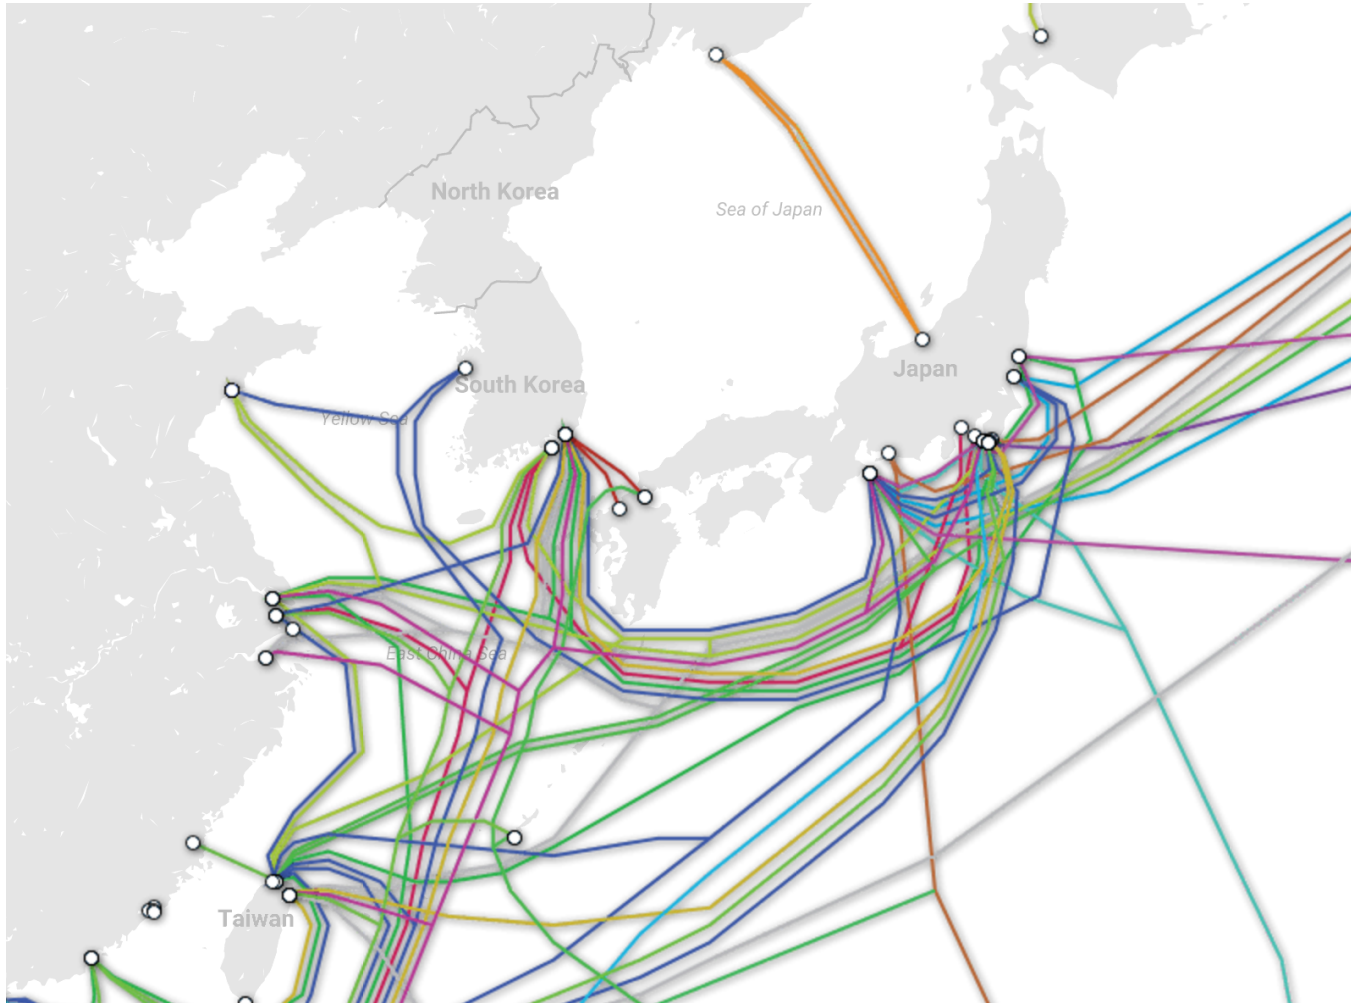 North Korea
Sea of Japan
Japan
South Korea
Yellow Sea
East China Sea
Taiwan